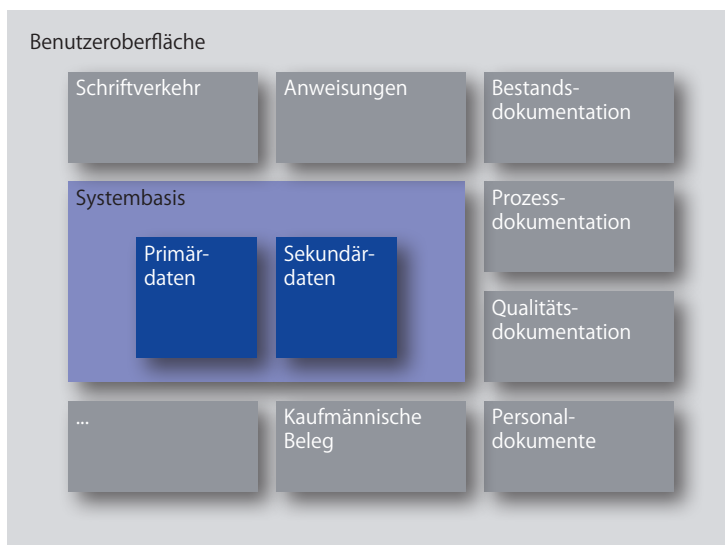 Benutzeroberfläche
Schriftverkehr
Anweisungen
Bestands-
dokumentation
Systembasis
Primär-
daten
Sekundär-
daten
Prozess-
dokumentation
Qualitäts-
dokumentation
...
Kaufmännische
Beleg
Personal-
dokumente